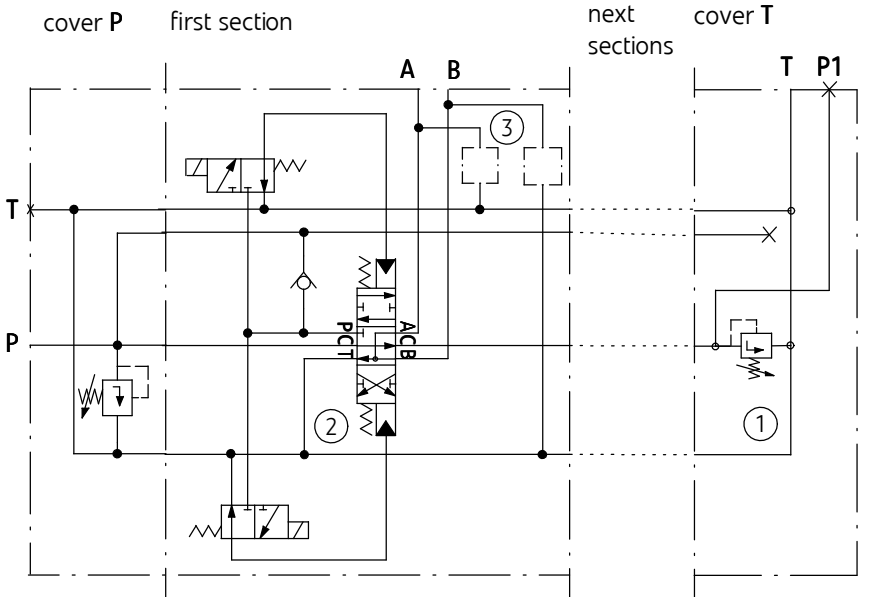 cover P
first section
next
sections
cover T
A
B
T
P1
3
T
P
PCT
ACB
2
1